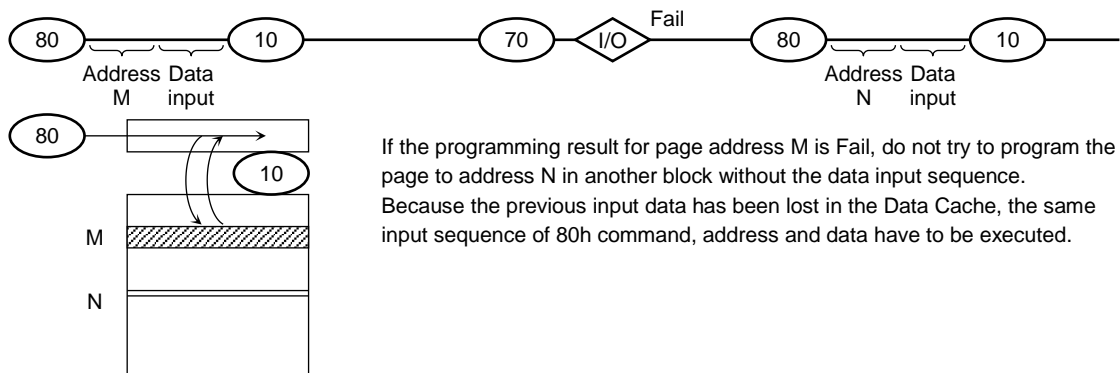 Fail
80 10 70 I/O 80 10
Address Data Address Data
M input N input
80
If the programming result for page address M is Fail, do not try to program the
10
page to address N in another block without the data input sequence.
Because the previous input data has been lost in the Data Cache, the same
M
input sequence of 80h command, address and data have to be executed.
N